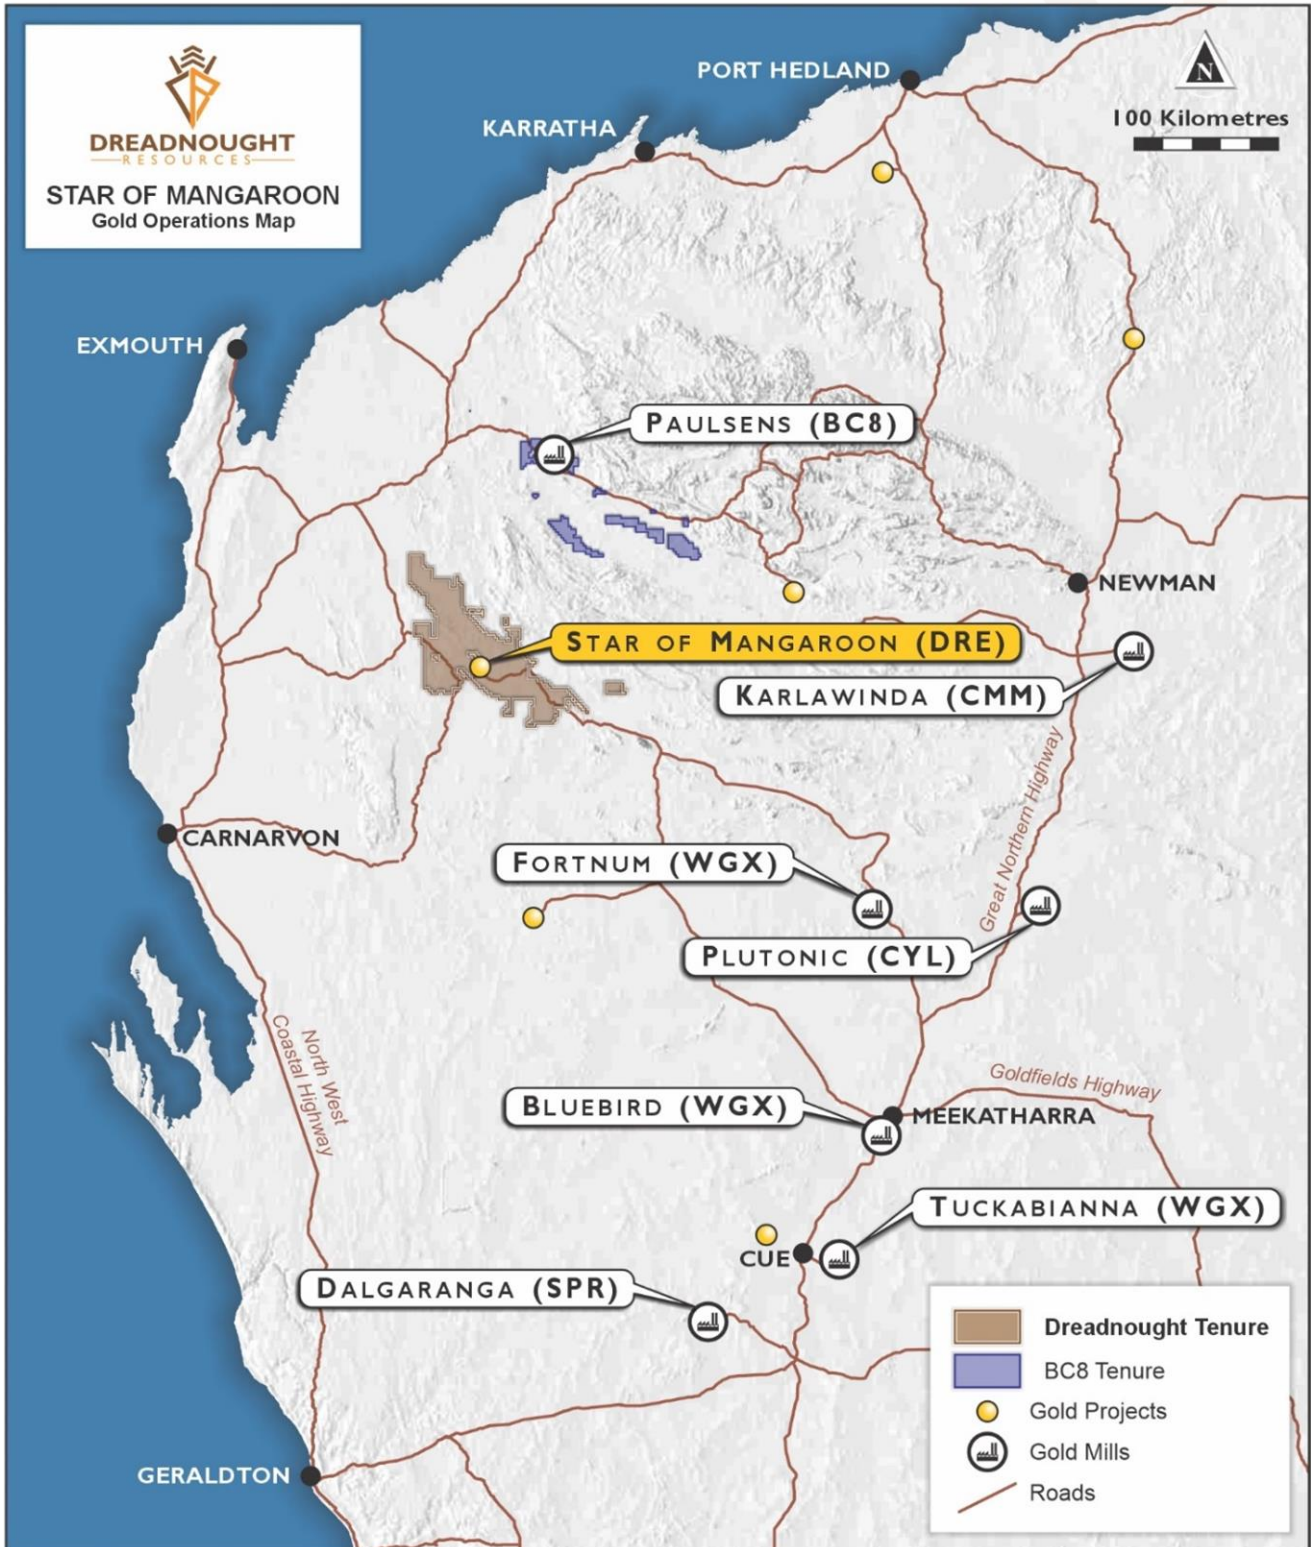 DREADNOUGHT
RESOURCES
STAR OF MANGAROON
Gold Operations Map
PORT HEDLAND
N
KARRATHA
100 Kilometres
EXMOUTH
PAULSENS (BC8)
NEWMAN
STAR OF MANGAROON (DRE)
KARLAWINDA (CMM)
Great Northern Highway
CARNARVON
FORTNUM (WGX)
PLUTONIC (CYL)
North West
Coastal Highway
Goldfields Highway
BLUEBIRD (WGX)
MEEKATHARRA
TUCKABIANNA (WGX)
CUE
DALGARANGA (SPR)
Dreadnought Tenure
BC8 Tenure
Gold Projects
Gold Mills
Roads
GERALDTON